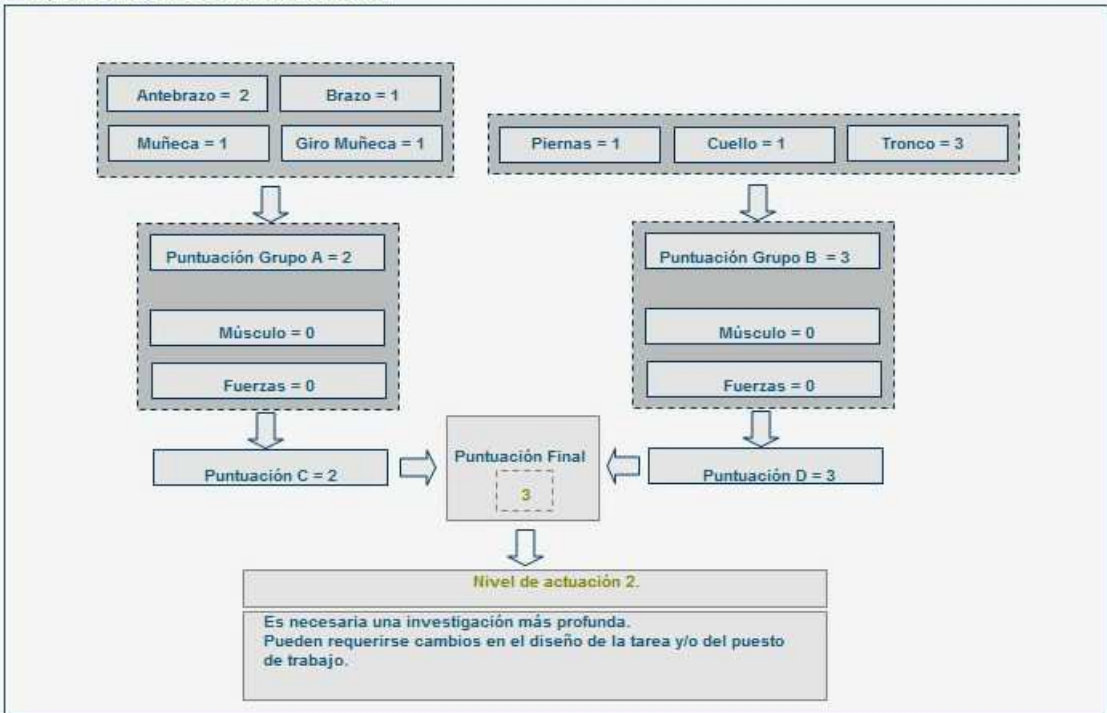 Antebrazo = 2
Brazo = 1
Muñeca = 1
Giro Muñeca = 1
Piernas = 1
Cuello = 1
Tronco = 3
Puntuación Grupo A = 2
Músculo = 0
Fuerzas = 0
Puntuación C = 2
Puntuación Grupo B = 3
Músculo = 0
Fuerzas = 0
Puntuación D = 3
Puntuación Final
3
Nivel de actuación 2.
Es necesaria una investigación más profunda.
Pueden requerirse cambios en el diseño de la tarea y/o del puesto
de trabajo.